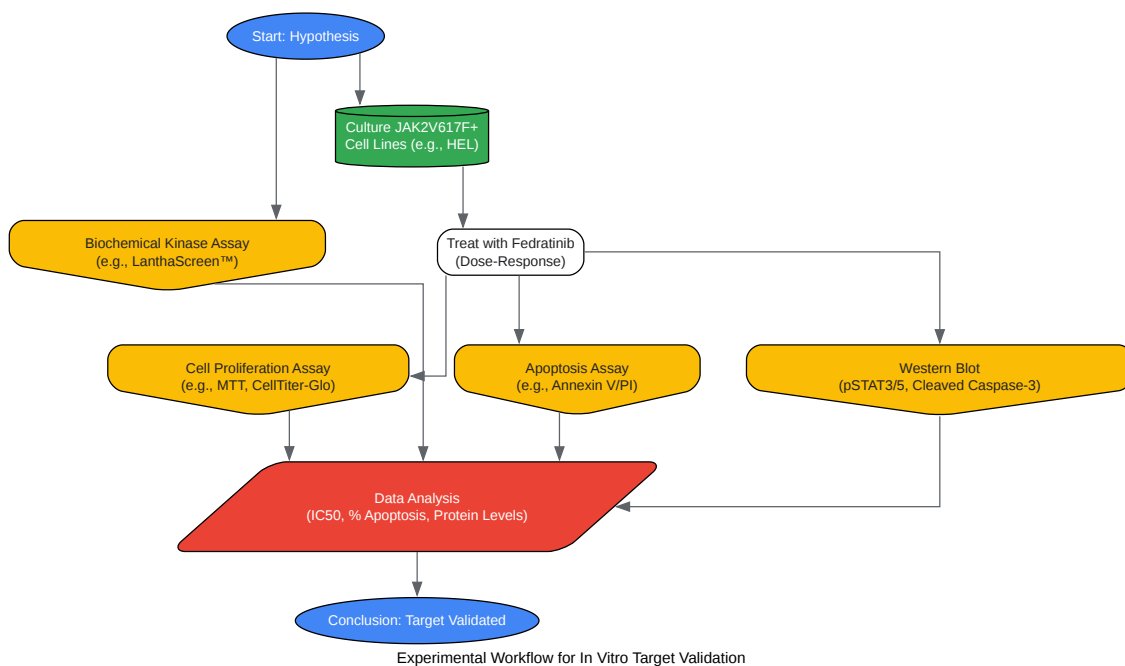 Start: Hypothesis
Culture JAK2V617F+
Cell Lines (e.g., HEL)
Biochemical Kinase Assay
(e.g., LanthaScreen™)
Treat with Fedratinib
(Dose-Response)
Cell Proliferation Assay
(e.g., MTT, CellTiter-Glo)
Apoptosis Assay
(e.g., Annexin V/PI)
Western Blot
(pSTAT3/5, Cleaved Caspase-3)
Data Analysis
(IC50, % Apoptosis, Protein Levels)
Conclusion: Target Validated
Experimental Workflow for In Vitro Target Validation